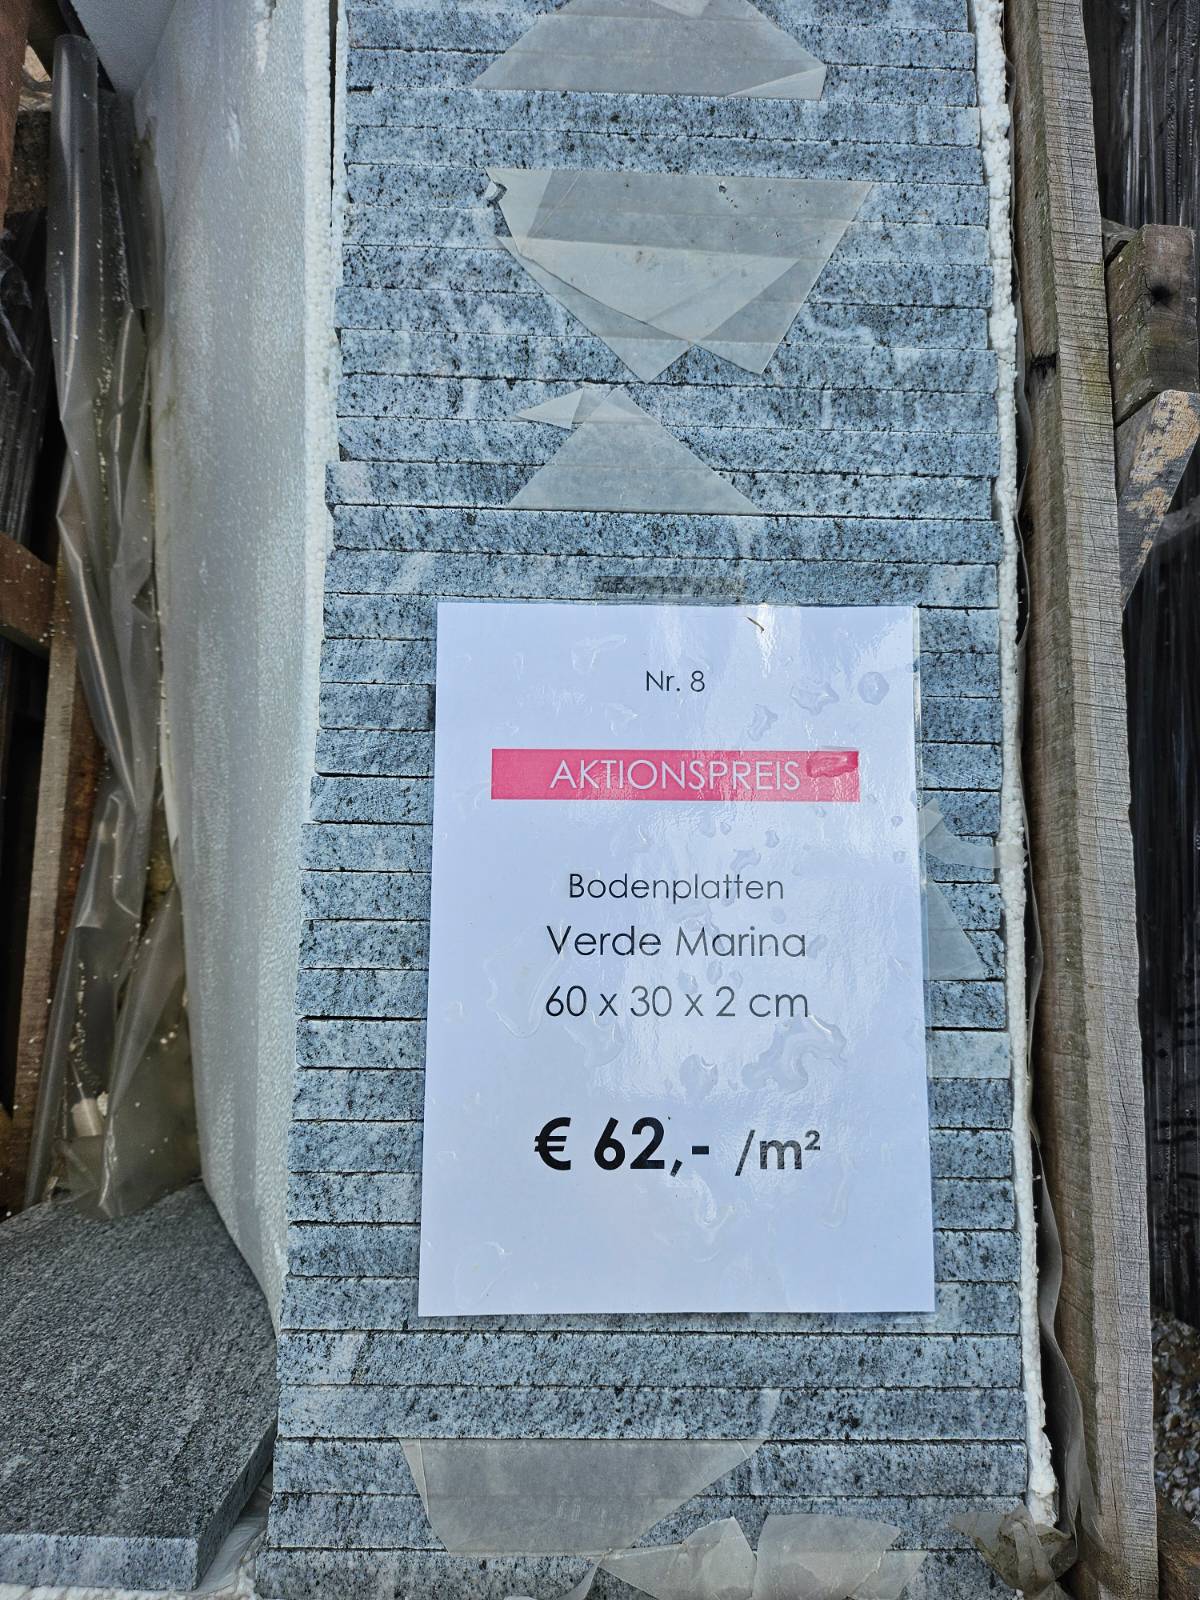 Nr. 8
AKTIONSPREIS
Bodenplatten
Verde Marina
60 x 30 x 2 cm
€ 62,- /m²